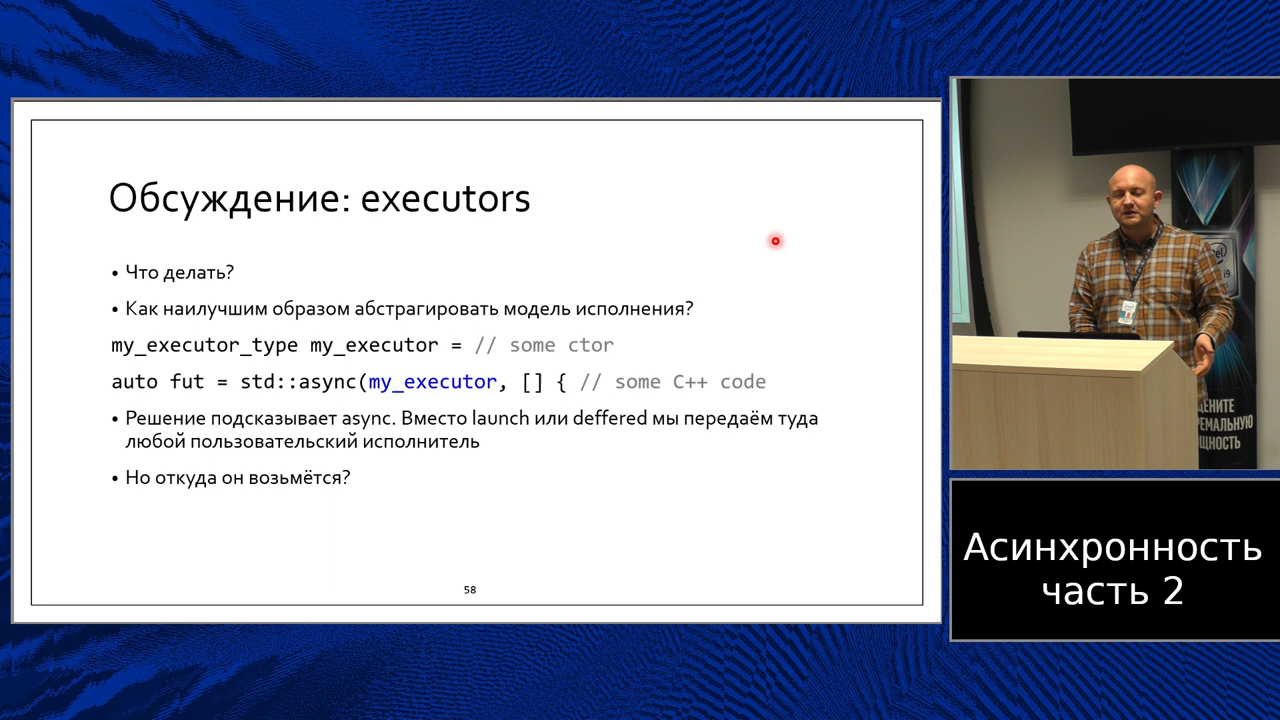 Обсуждение: executors
• Что делать?
• Как наилучшим образом абстрагировать модель исполнения?
my_executor_type my_executor = // some ctor
auto fut = std::async(my_executor, [] { // some C++ code
• Решение подсказывает async. Вместо launch или deffered мы передаём туда
любой пользовательский исполнитель
• Но откуда он возьмётся?
58
Асинхронность
часть 2